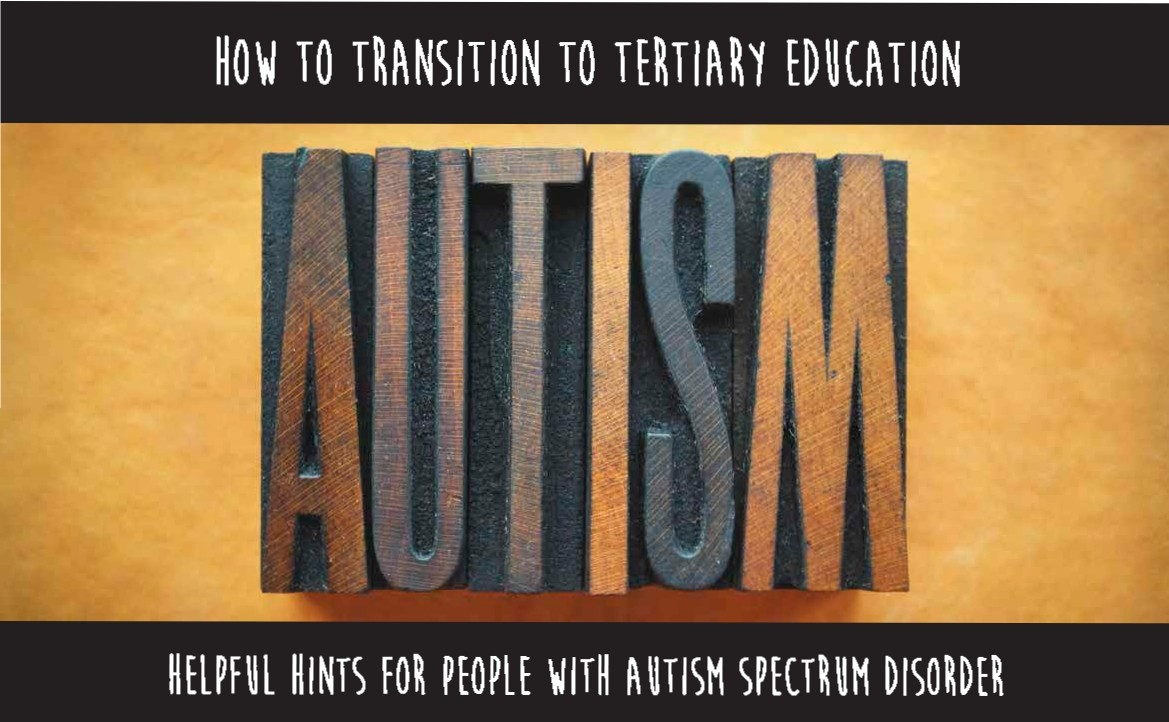 HOW TO TRANSITION TO TERTIARY EDUCATION
AUTISM
HELPFUL HINTS FOR PEOPLE WITH AUTISM SPECTRUM DISORDER